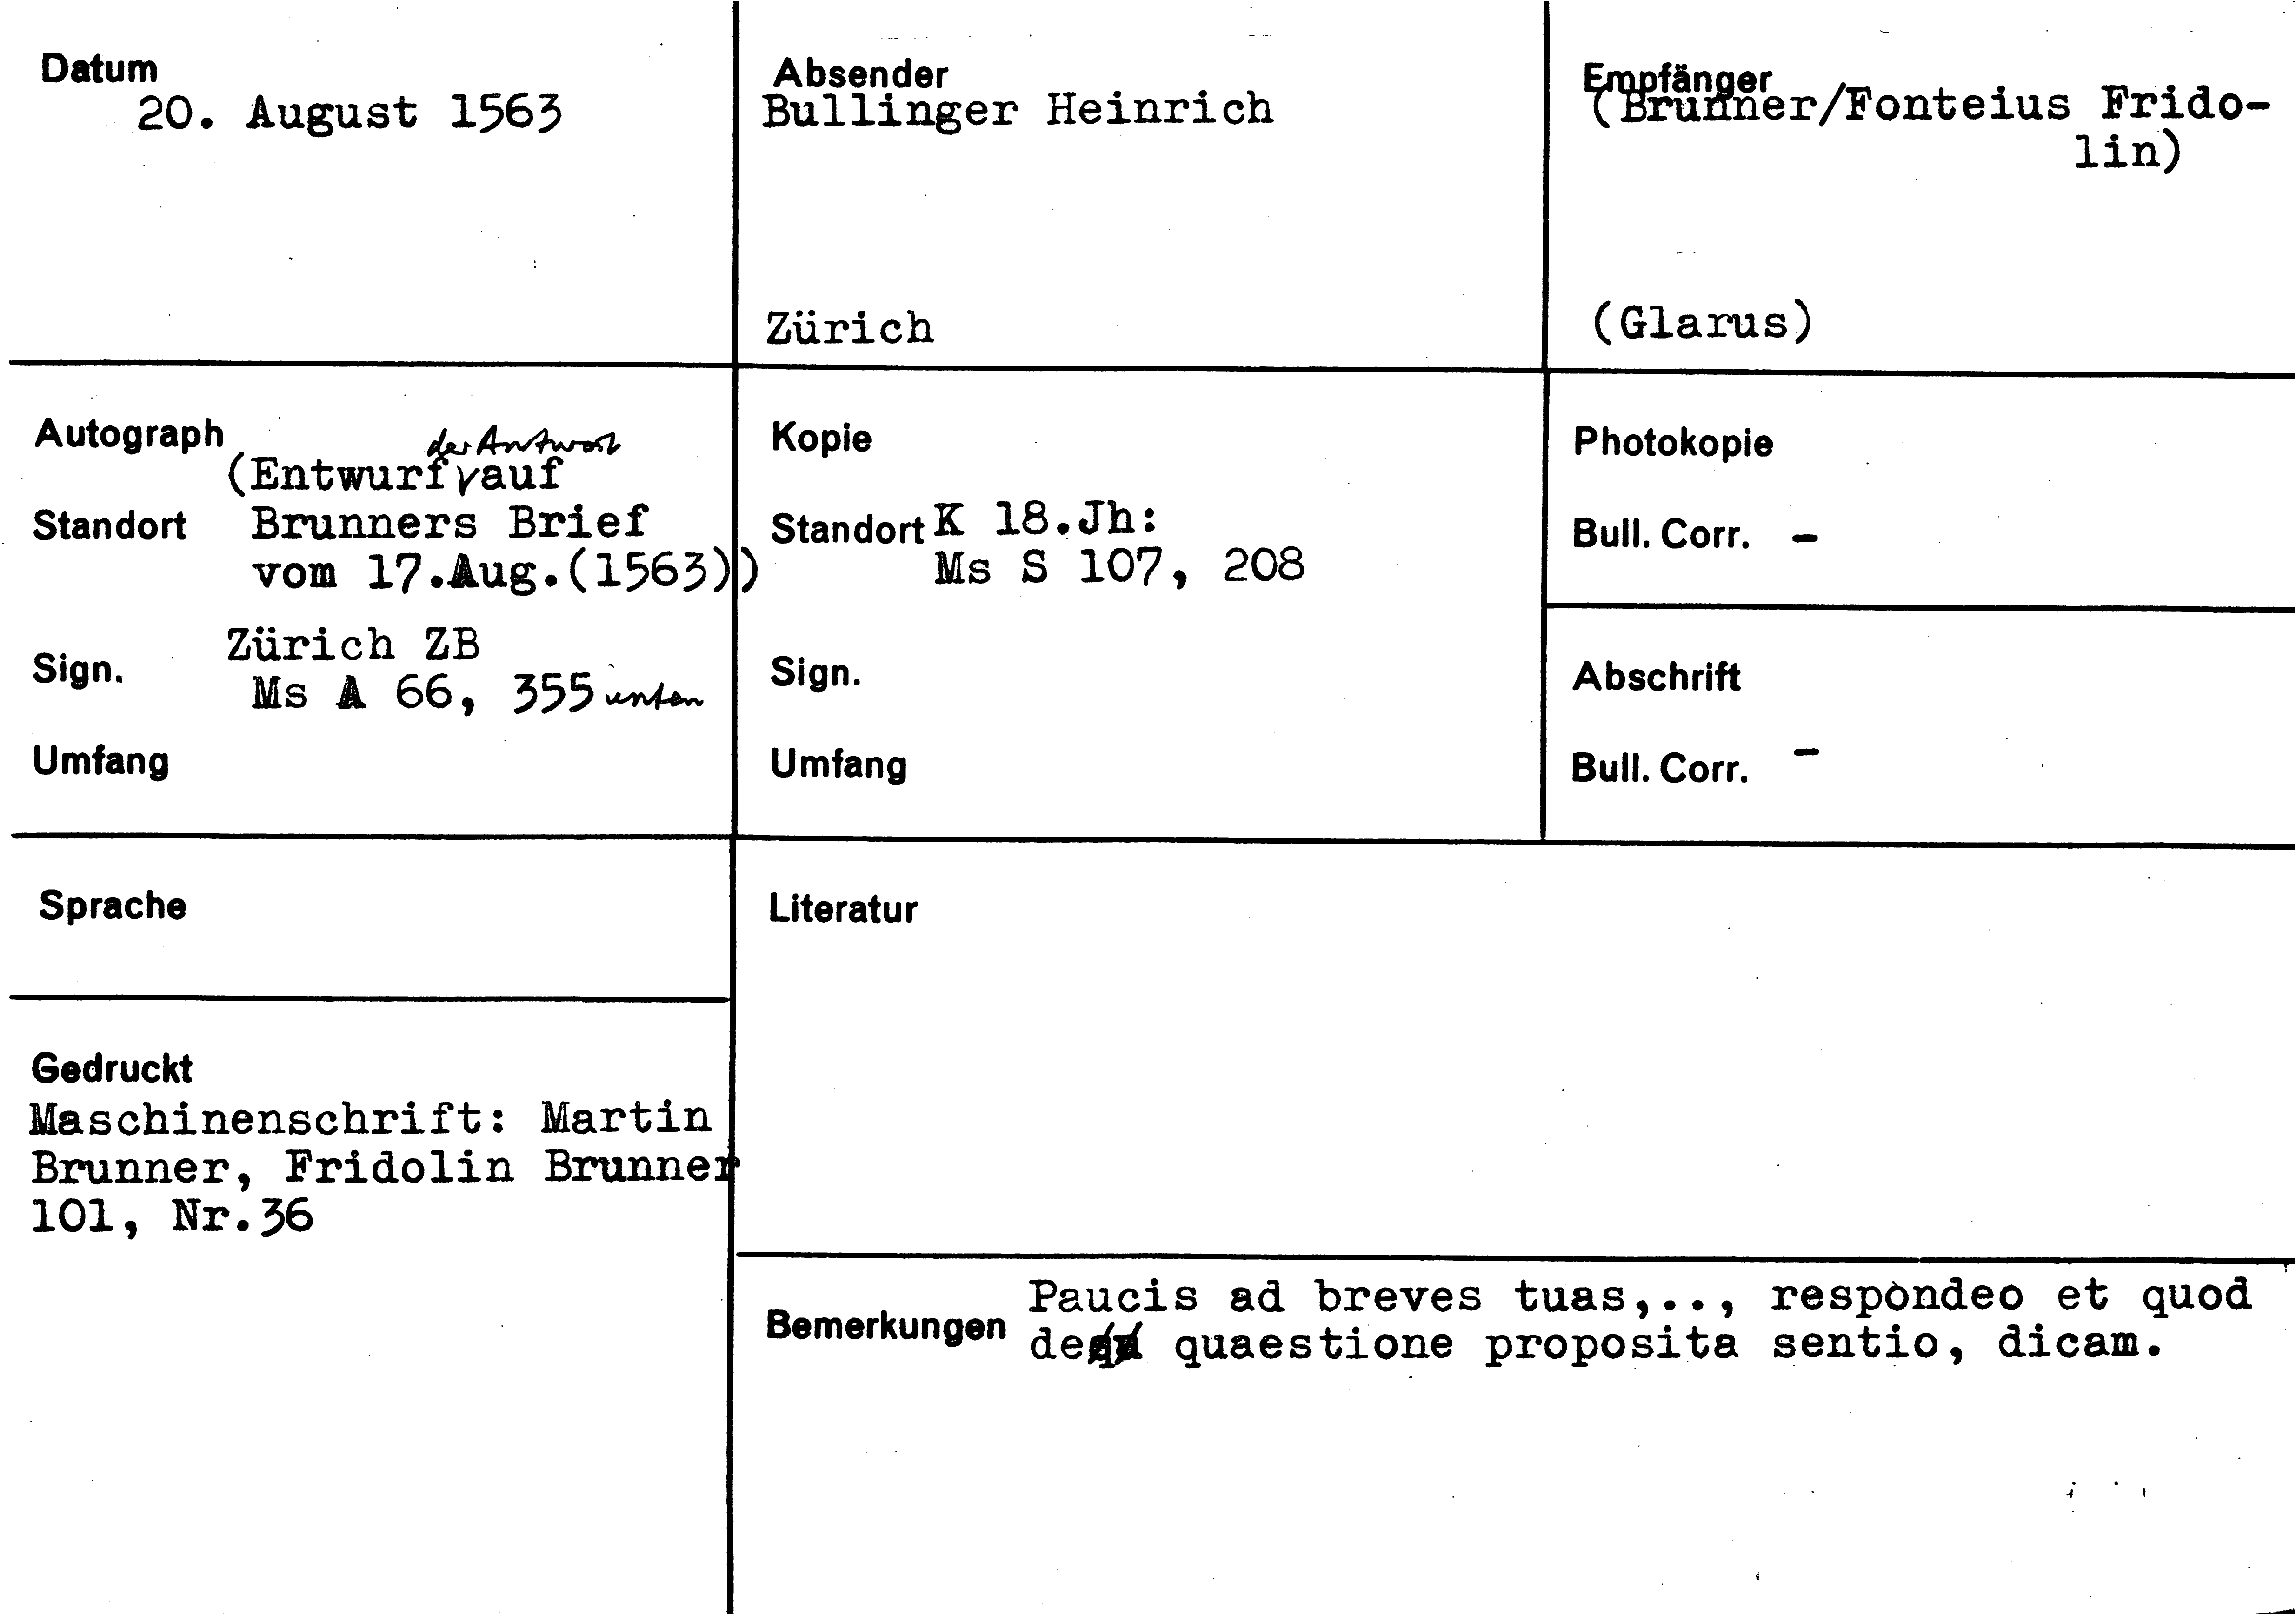 Datum
20. August 1563
Absender
Bullinger Heinrich
Zürich
Empfänger
(Brunner/Fonteius Frido-
lin)
(Glarus)
Autograph
der Antwort
(Entwurf auf
Standort Brunners Brief
vom 17.Aug.(1563))
Zürich ZB
Sign.
Ms A 66, 355 unten
Umfang
Kopie
Standort K 18.Jh:
Ms S 107, 208
Sign.
Umfang
Photokopie
Bull. Corr. -
Abschrift
Bull. Corr. -
Sprache
Literatur
Gedruckt
Maschinenschrift: Martin
Brunner, Fridolin Brunner
101, Nr.36
Bemerkungen
Paucis ad breves tuas,.., respondeo et quod
de quaestione proposita sentio, dicam.